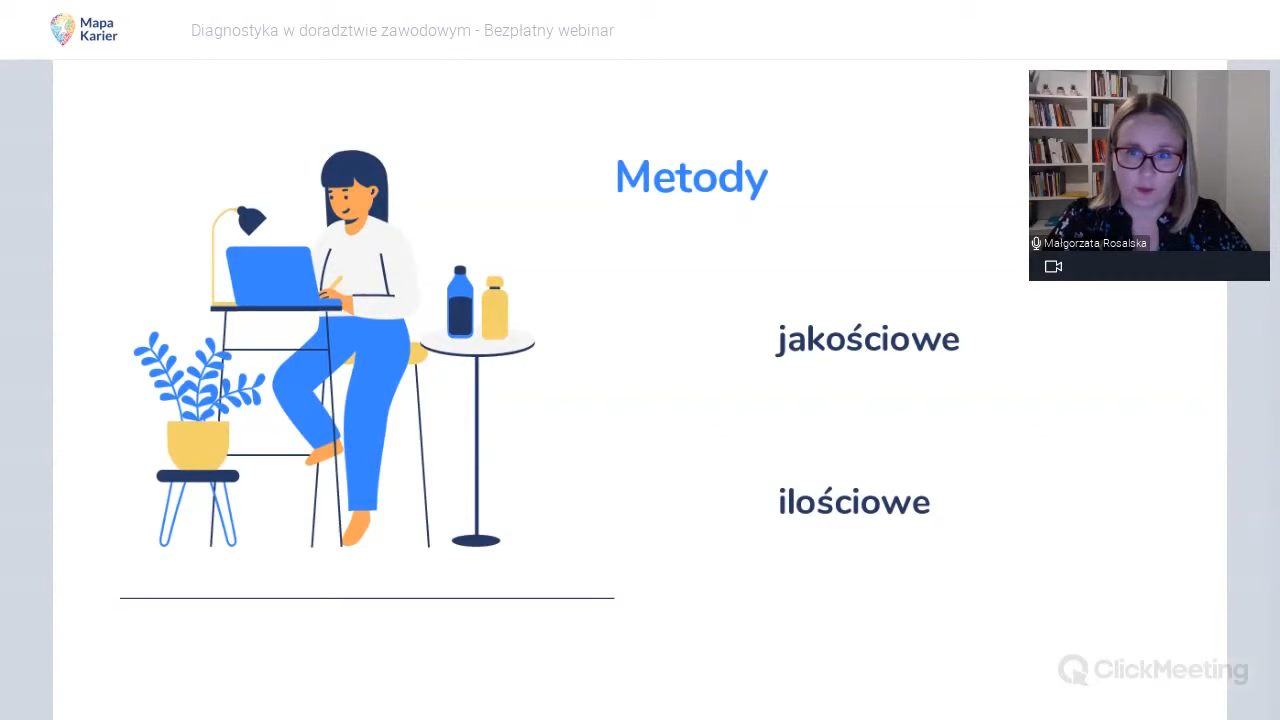 Mapa
Karier
Diagnostyka w doradztwie zawodowym - Bezpłatny webinar
Metody
Małgorzata Rosalska
jakościowe
ilościowe
ClickMeeting